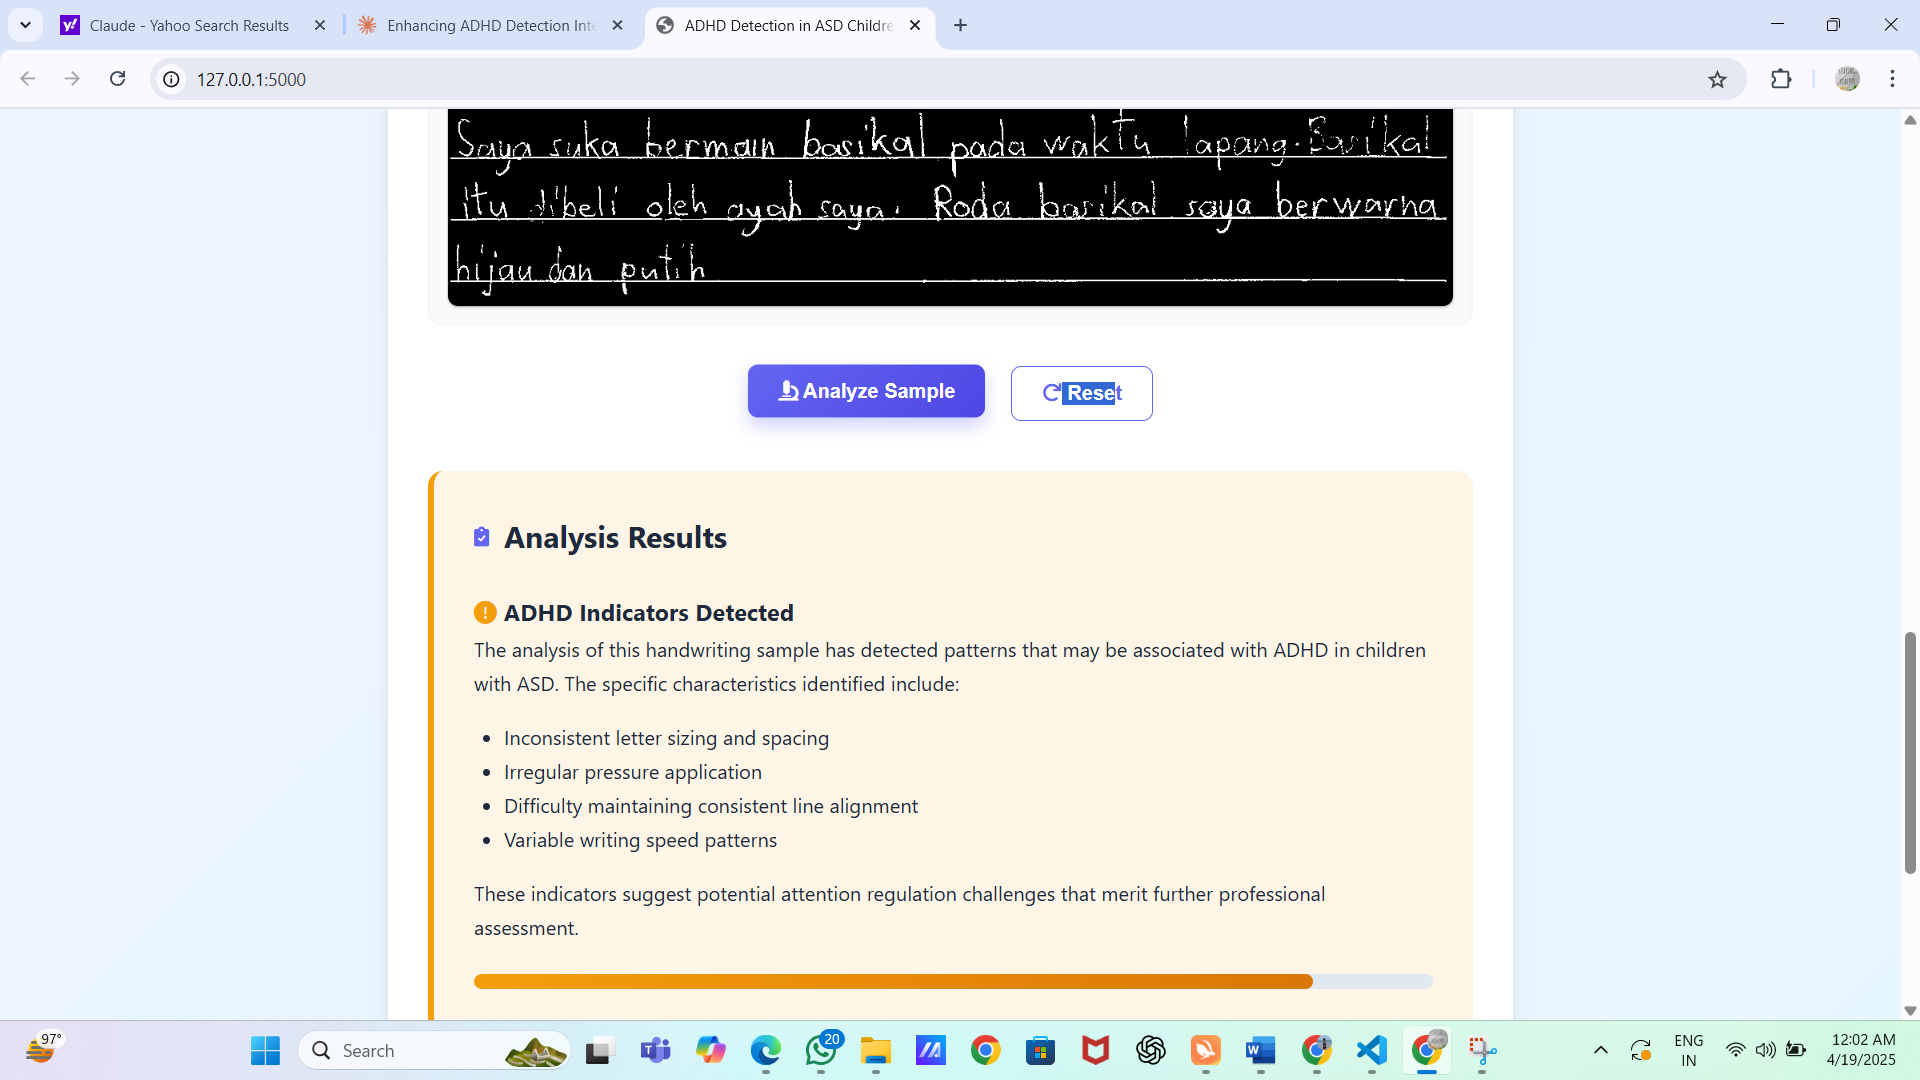 Claude - Yahoo Search Results
Enhancing ADHD Detection Inte
ADHD Detection in ASD Childre
127.0.0.1:5000
Saya suka bermain basikal pada waktu lapang. Basikal
itu dibeli oleh ayah saya. Roda basikal saya berwarna
hijau dan putih
Analyze Sample
Reset
Analysis Results
ADHD Indicators Detected
The analysis of this handwriting sample has detected patterns that may be associated with ADHD in children
with ASD. The specific characteristics identified include:
• Inconsistent letter sizing and spacing
• Irregular pressure application
• Difficulty maintaining consistent line alignment
• Variable writing speed patterns
These indicators suggest potential attention regulation challenges that merit further professional
assessment.
97°
Search
20
ENG
IN
12:02 AM
4/19/2025